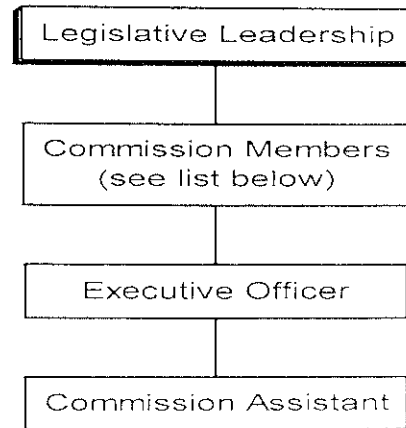 Legislative Leadership
Commission Members
(see list below)
Executive Officer
Commission Assistant